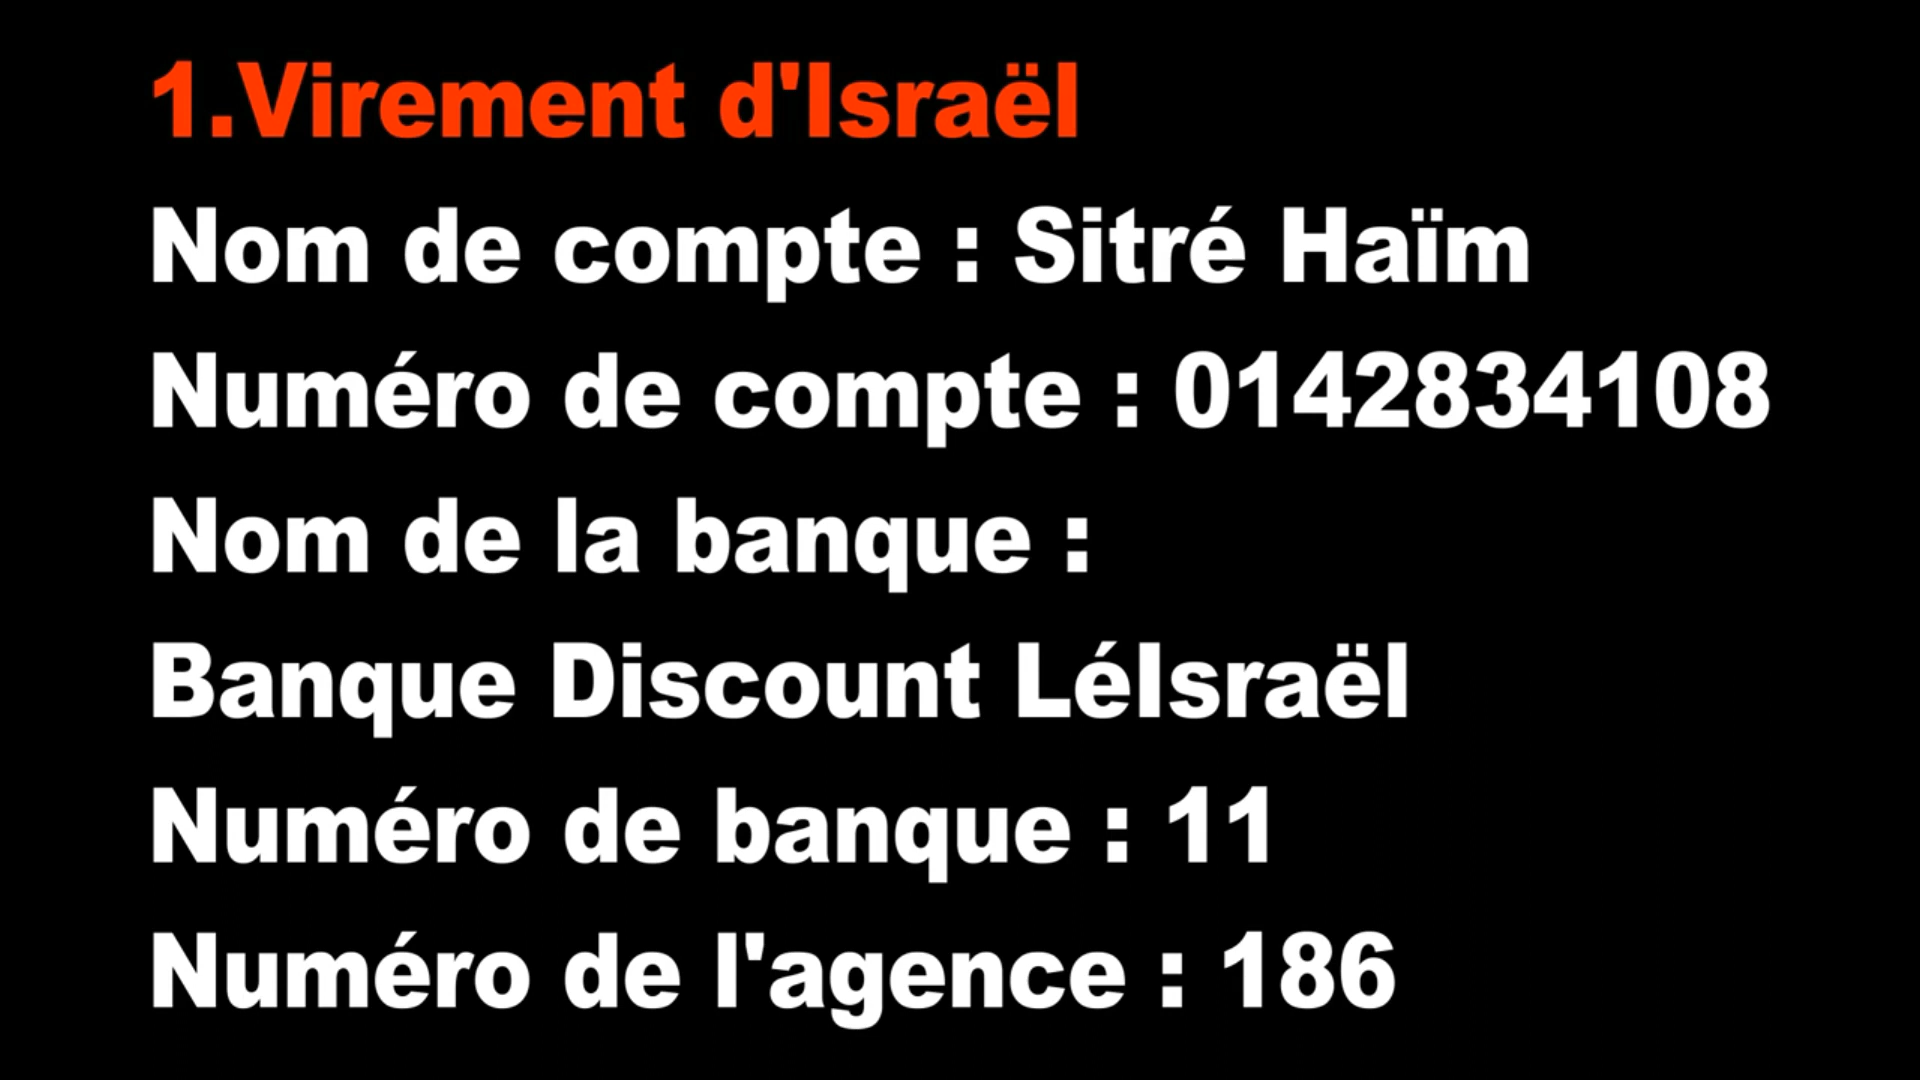 1.Virement d'Israël
Nom de compte : Sitré Haïm
Numéro de compte : 0142834108
Nom de la banque :
Banque Discount LéIsraël
Numéro de banque : 11
Numéro de l'agence : 186